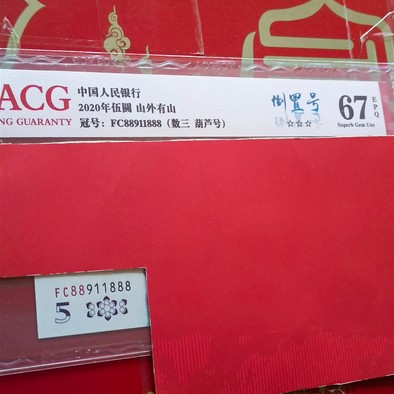 ACG
NG GUARANTY
中国人民银行
2020年伍圆 山外有山
冠号：FC88911888（数三 葫芦号）
倒置号
☆☆☆
67 EPQ
Superb Gem Unc
FC88911888
5